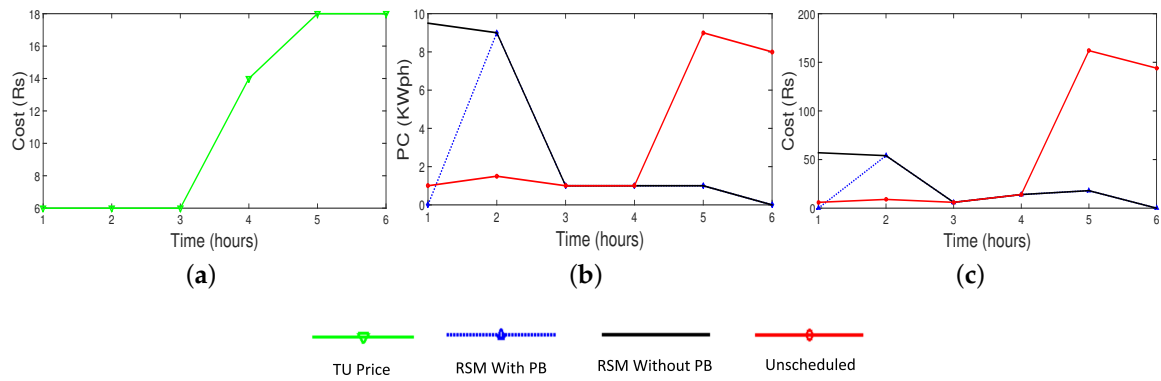 18
16
14
12
10
8
6
Cost (Rs)
1 2 3 4 5 6
Time (hours)
(a)
10
8
6
4
2
0
PC (KWph)
1 2 3 4 5 6
Time (hours)
(b)
200
150
100
50
0
Cost (Rs)
1 2 3 4 5 6
Time (hours)
(c)
TU Price
RSM With PB
RSM Without PB
Unscheduled